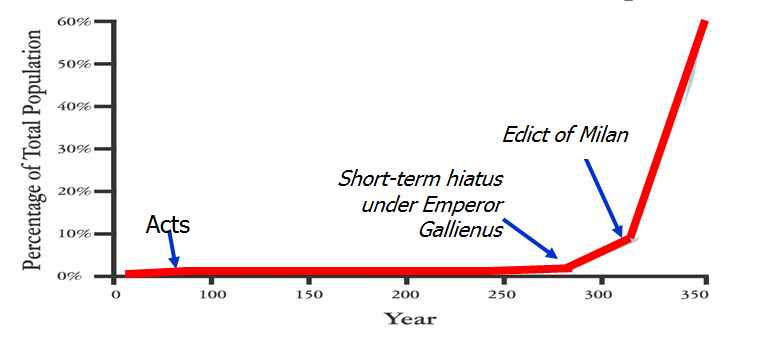 60%
50%
40%
30%
20%
10%
0%
Percentage of Total Population
Edict of Milan
Short-term hiatus
under Emperor
Gallienus
Acts
0 100 150 200 250 300 350
Year